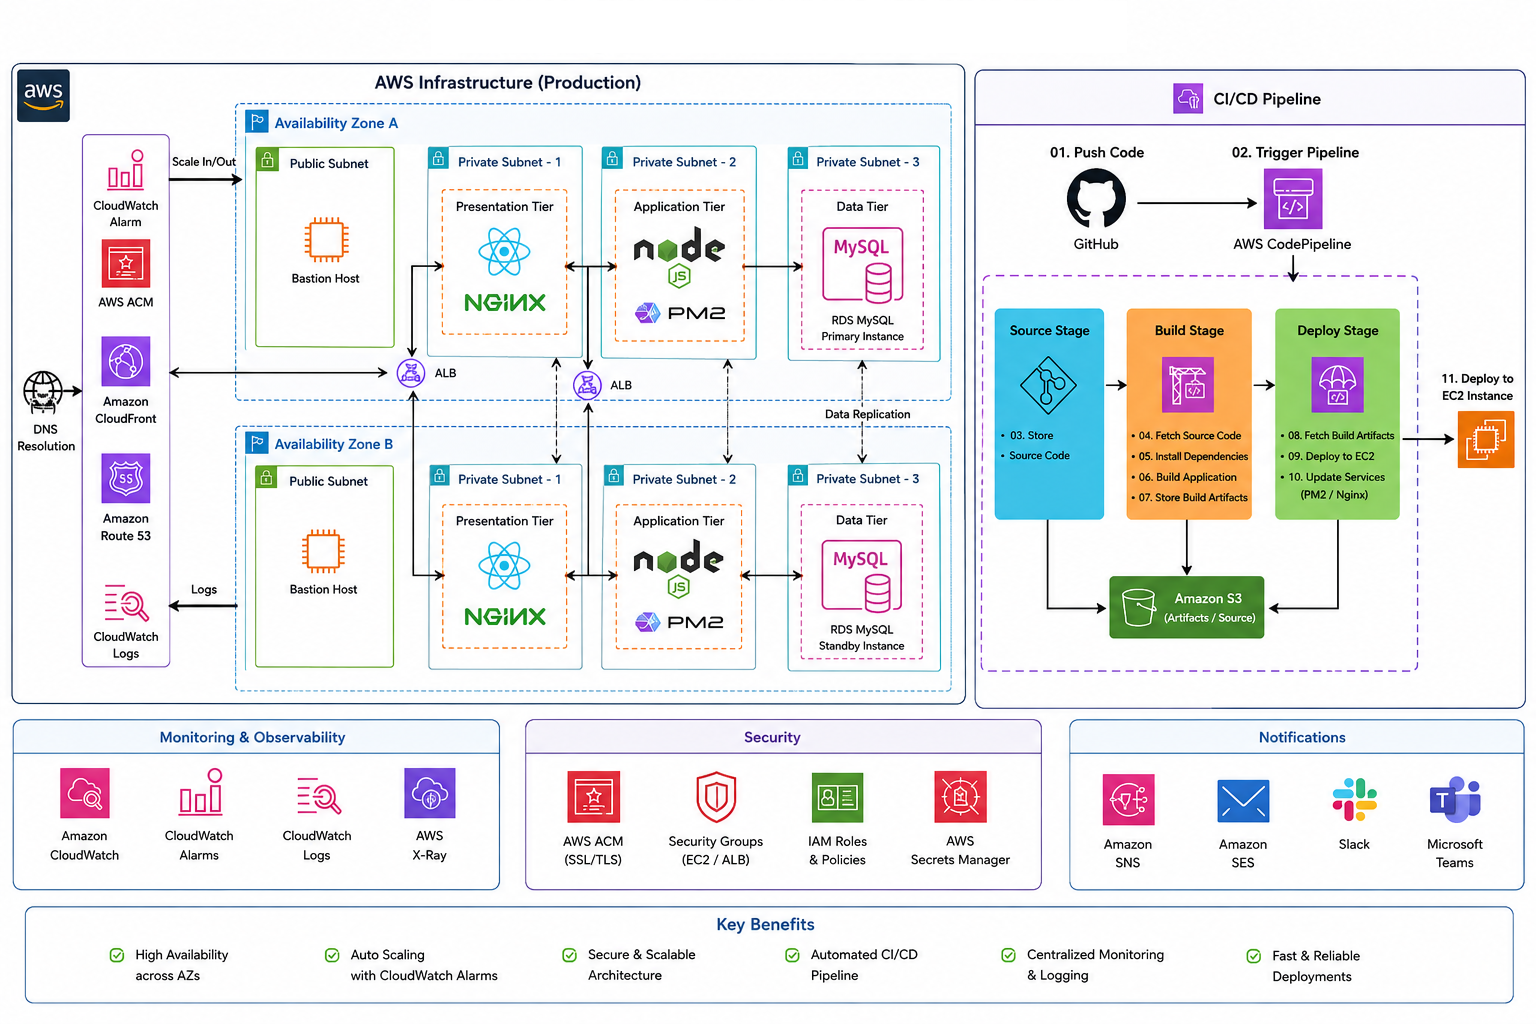 aws
AWS Infrastructure (Production)
Availability Zone A
Scale In/Out
CloudWatch
Alarm
AWS ACM
Amazon
CloudFront
Amazon
Route 53
CloudWatch
Logs
DNS
Resolution
Logs
Public Subnet
Bastion Host
Private Subnet - 1
Presentation Tier
NGINX
Private Subnet - 2
Application Tier
node
JS
PM2
Private Subnet - 3
Data Tier
MySQL
RDS MySQL
Primary Instance
ALB
ALB
Data Replication
Availability Zone B
Public Subnet
Bastion Host
Private Subnet - 1
Presentation Tier
NGINX
Private Subnet - 2
Application Tier
node
JS
PM2
Private Subnet - 3
Data Tier
MySQL
RDS MySQL
Standby Instance
CI/CD Pipeline
01. Push Code
GitHub
02. Trigger Pipeline
AWS CodePipeline
Source Stage
• 03. Store
• Source Code
Build Stage
• 04. Fetch Source Code
• 05. Install Dependencies
• 06. Build Application
• 07. Store Build Artifacts
Deploy Stage
• 08. Fetch Build Artifacts
• 09. Deploy to EC2
• 10. Update Services
(PM2 / Nginx)
11. Deploy to
EC2 Instance
Amazon S3
(Artifacts / Source)
Monitoring & Observability
Amazon
CloudWatch
CloudWatch
Alarms
CloudWatch
Logs
AWS
X-Ray
Security
AWS ACM
(SSL/TLS)
Security Groups
(EC2 / ALB)
IAM Roles
& Policies
AWS
Secrets Manager
Notifications
Amazon
SNS
Amazon
SES
Slack
T
Microsoft
Teams
Key Benefits
High Availability
across AZs
Auto Scaling
with CloudWatch Alarms
Secure & Scalable
Architecture
Automated CI/CD
Pipeline
Centralized Monitoring
& Logging
Fast & Reliable
Deployments